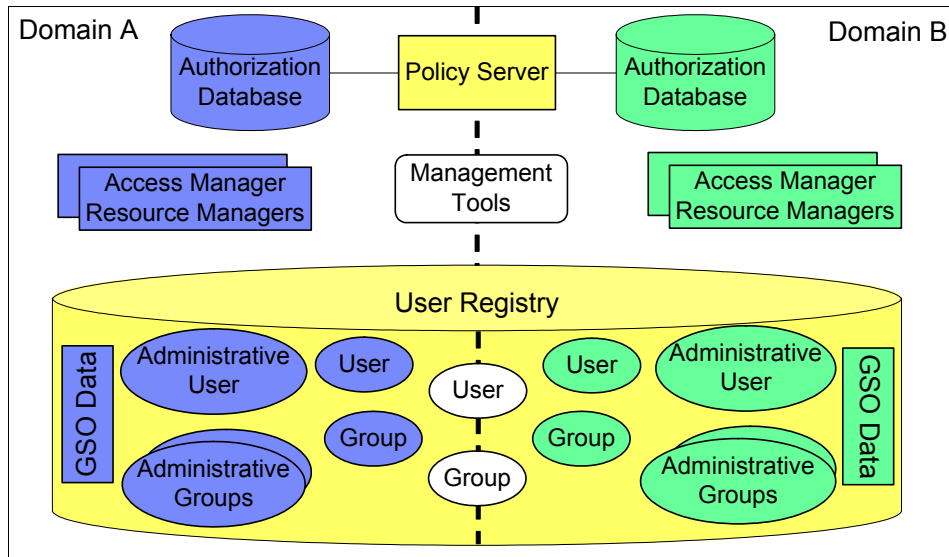 Domain A
Domain B
Authorization
Database
Policy Server
Authorization
Database
Access Manager
Resource Managers
Management
Tools
Access Manager
Resource Managers
User Registry
GSO Data
Administrative
User
User
User
User
Administrative
User
GSO Data
Administrative
Groups
Group
Group
Group
Administrative
Groups